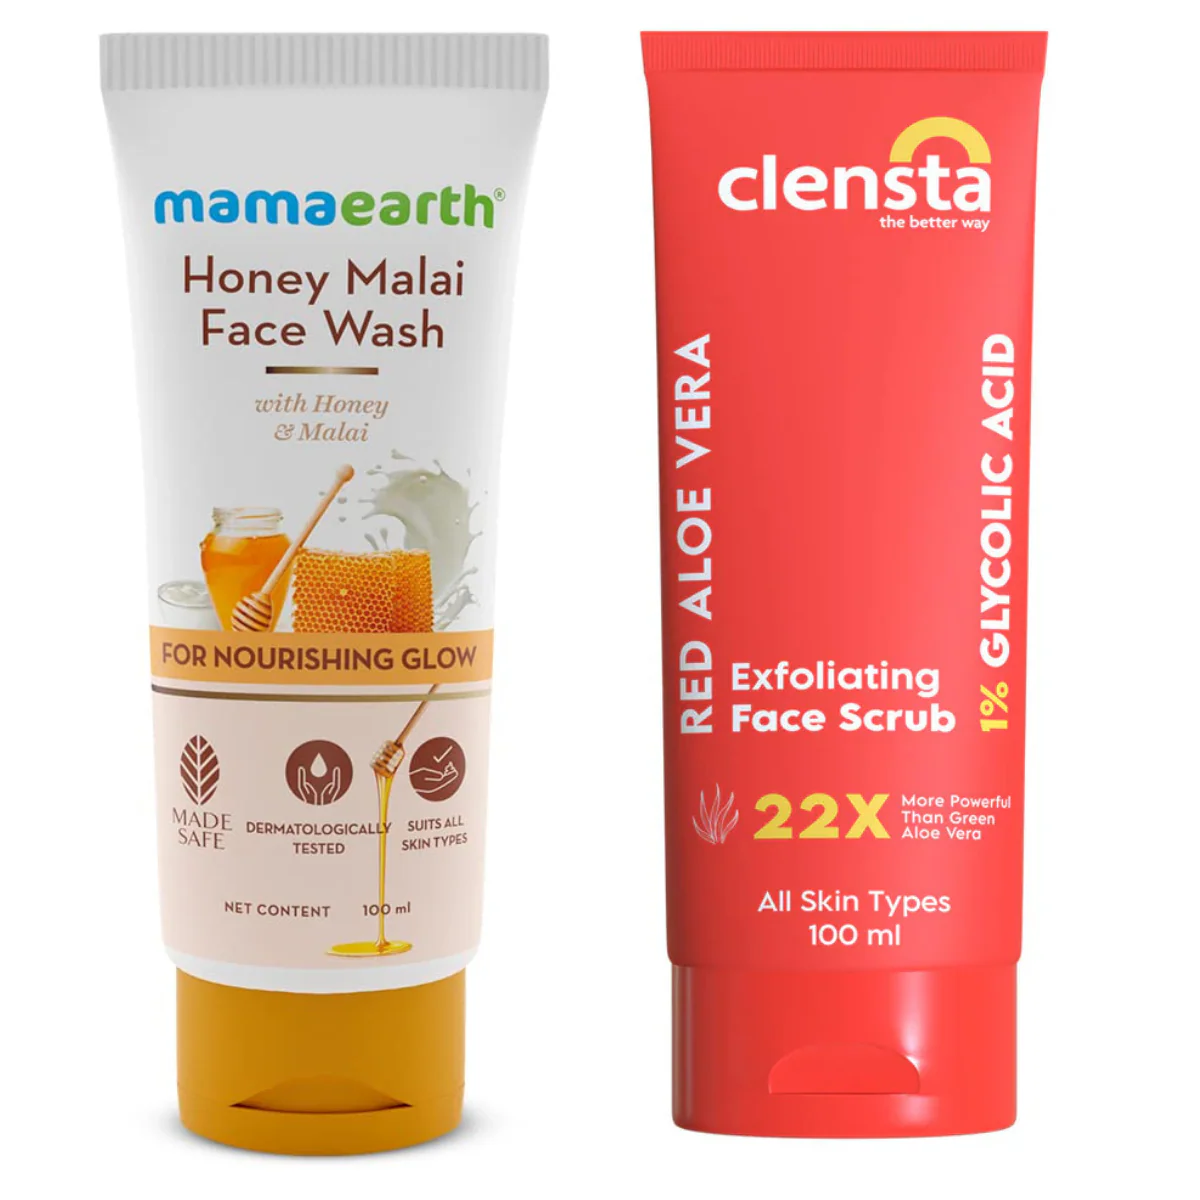 mamaearth®
Honey Malai
Face Wash
with Honey
& Malai
FOR NOURISHING GLOW
MADE
SAFE
DERMATOLOGICALLY
TESTED
SUITS ALL
SKIN TYPES
NET CONTENT 100 ml
clensta
the better way
RED ALOE VERA
1% GLYCOLIC ACID
Exfoliating
Face Scrub
22X
More Powerful
Than Green
Aloe Vera
All Skin Types
100 ml